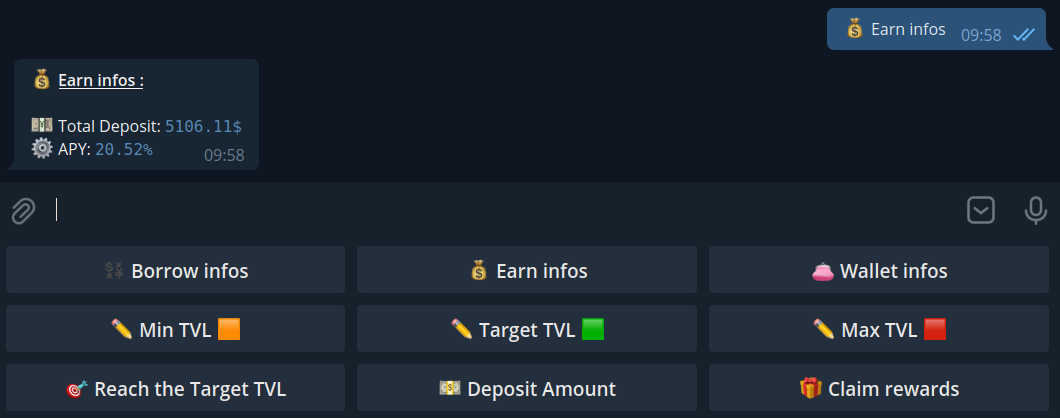 💰 Earn infos 09:58
💰 Earn infos :
💵 Total Deposit: 5106.11$
⚙️ APY: 20.52% 09:58
💱 Borrow infos
💰 Earn infos
👛 Wallet infos
✏️ Min TVL 🟧
✏️ Target TVL 🟩
✏️ Max TVL 🟥
🎯 Reach the Target TVL
💵 Deposit Amount
🎁 Claim rewards